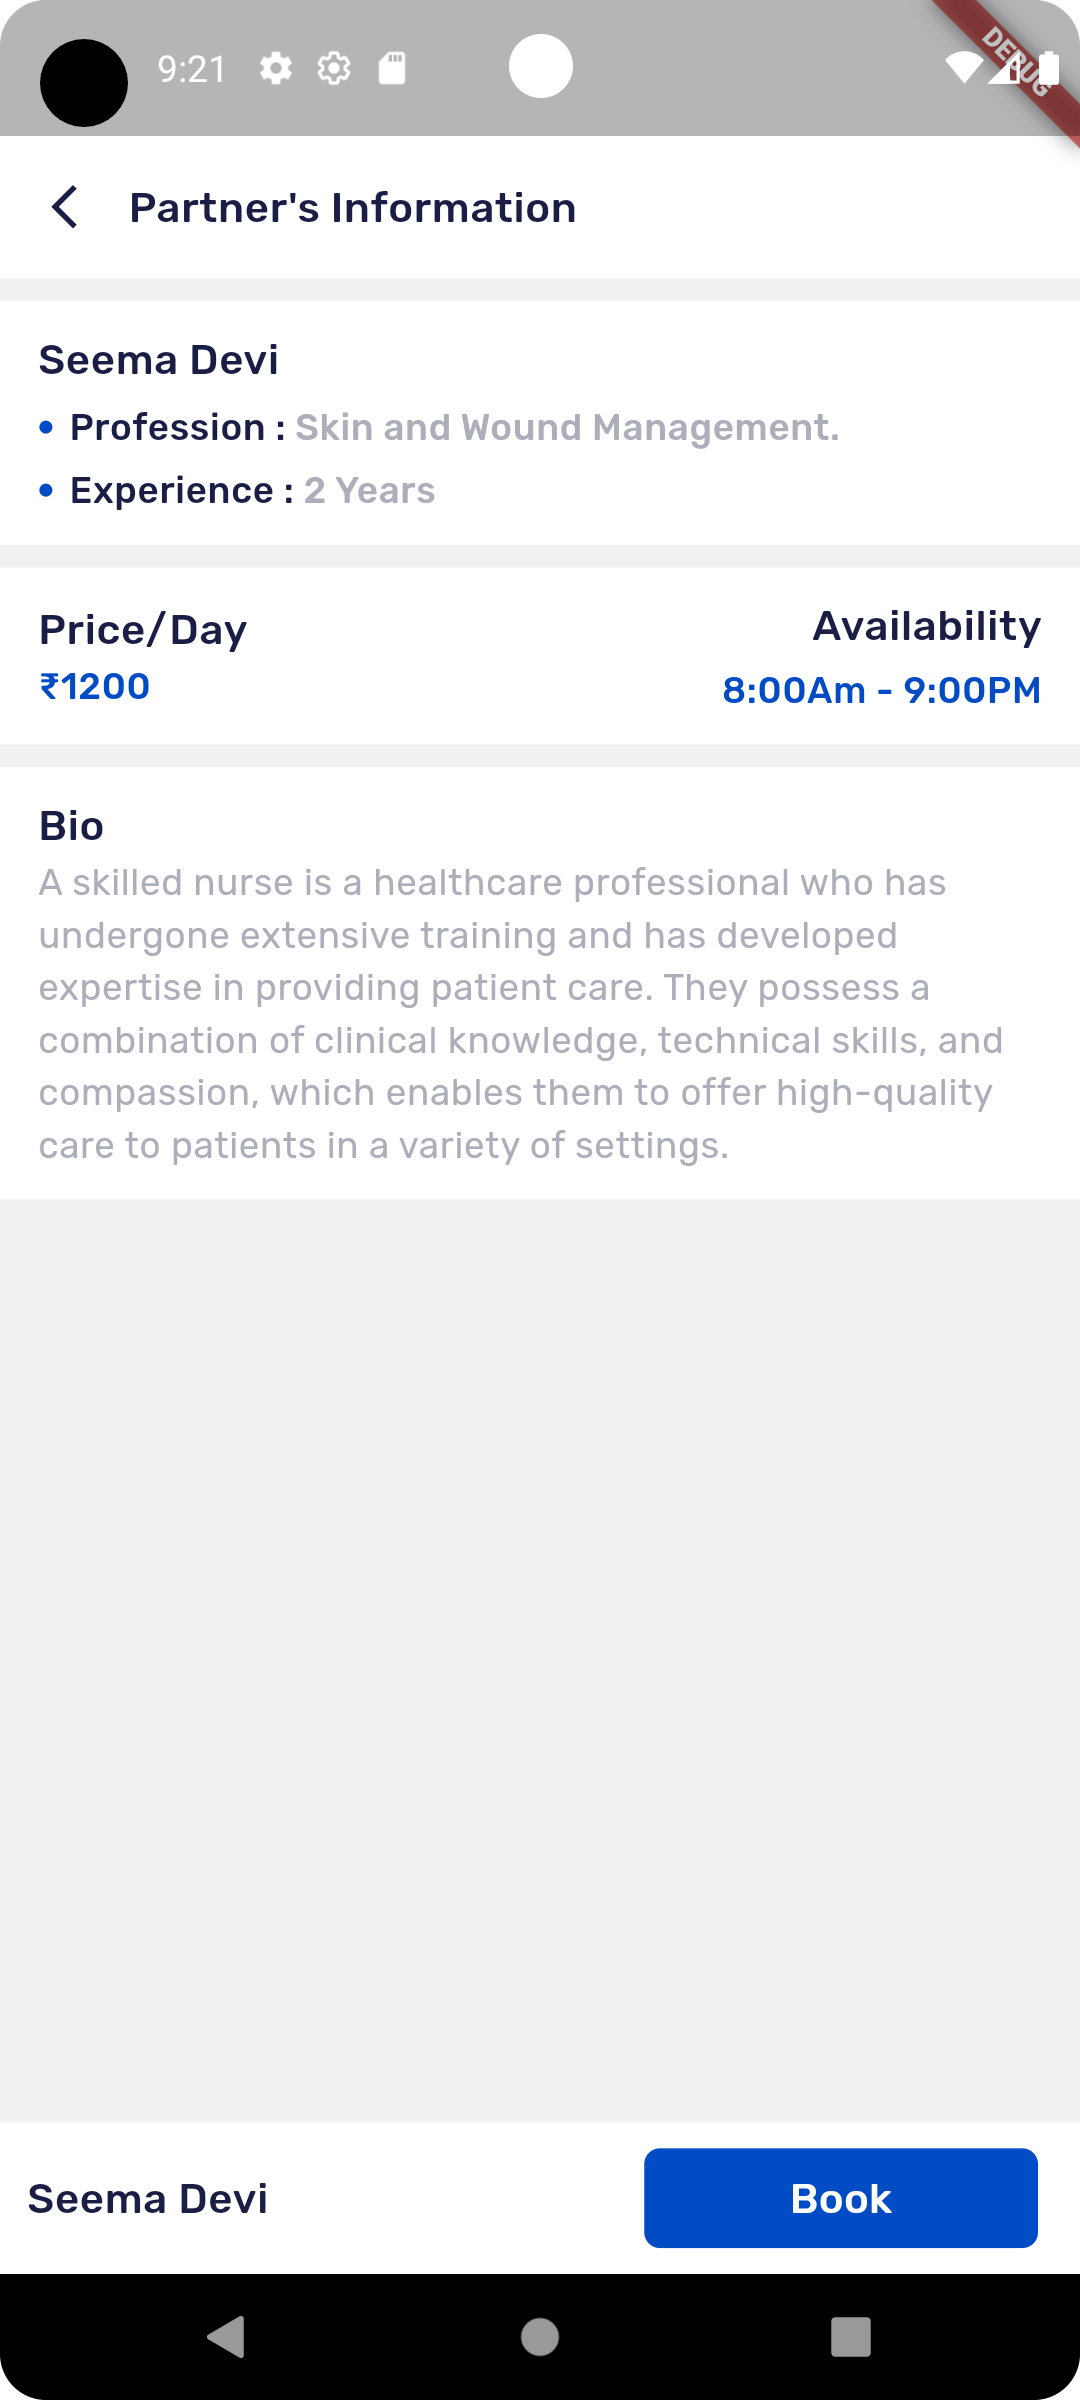 9:21
DEBUG
Partner's Information
Seema Devi
• Profession : Skin and Wound Management.
• Experience : 2 Years
Price/Day
₹1200
Availability
8:00Am - 9:00PM
Bio
A skilled nurse is a healthcare professional who has
undergone extensive training and has developed
expertise in providing patient care. They possess a
combination of clinical knowledge, technical skills, and
compassion, which enables them to offer high-quality
care to patients in a variety of settings.
Seema Devi
Book